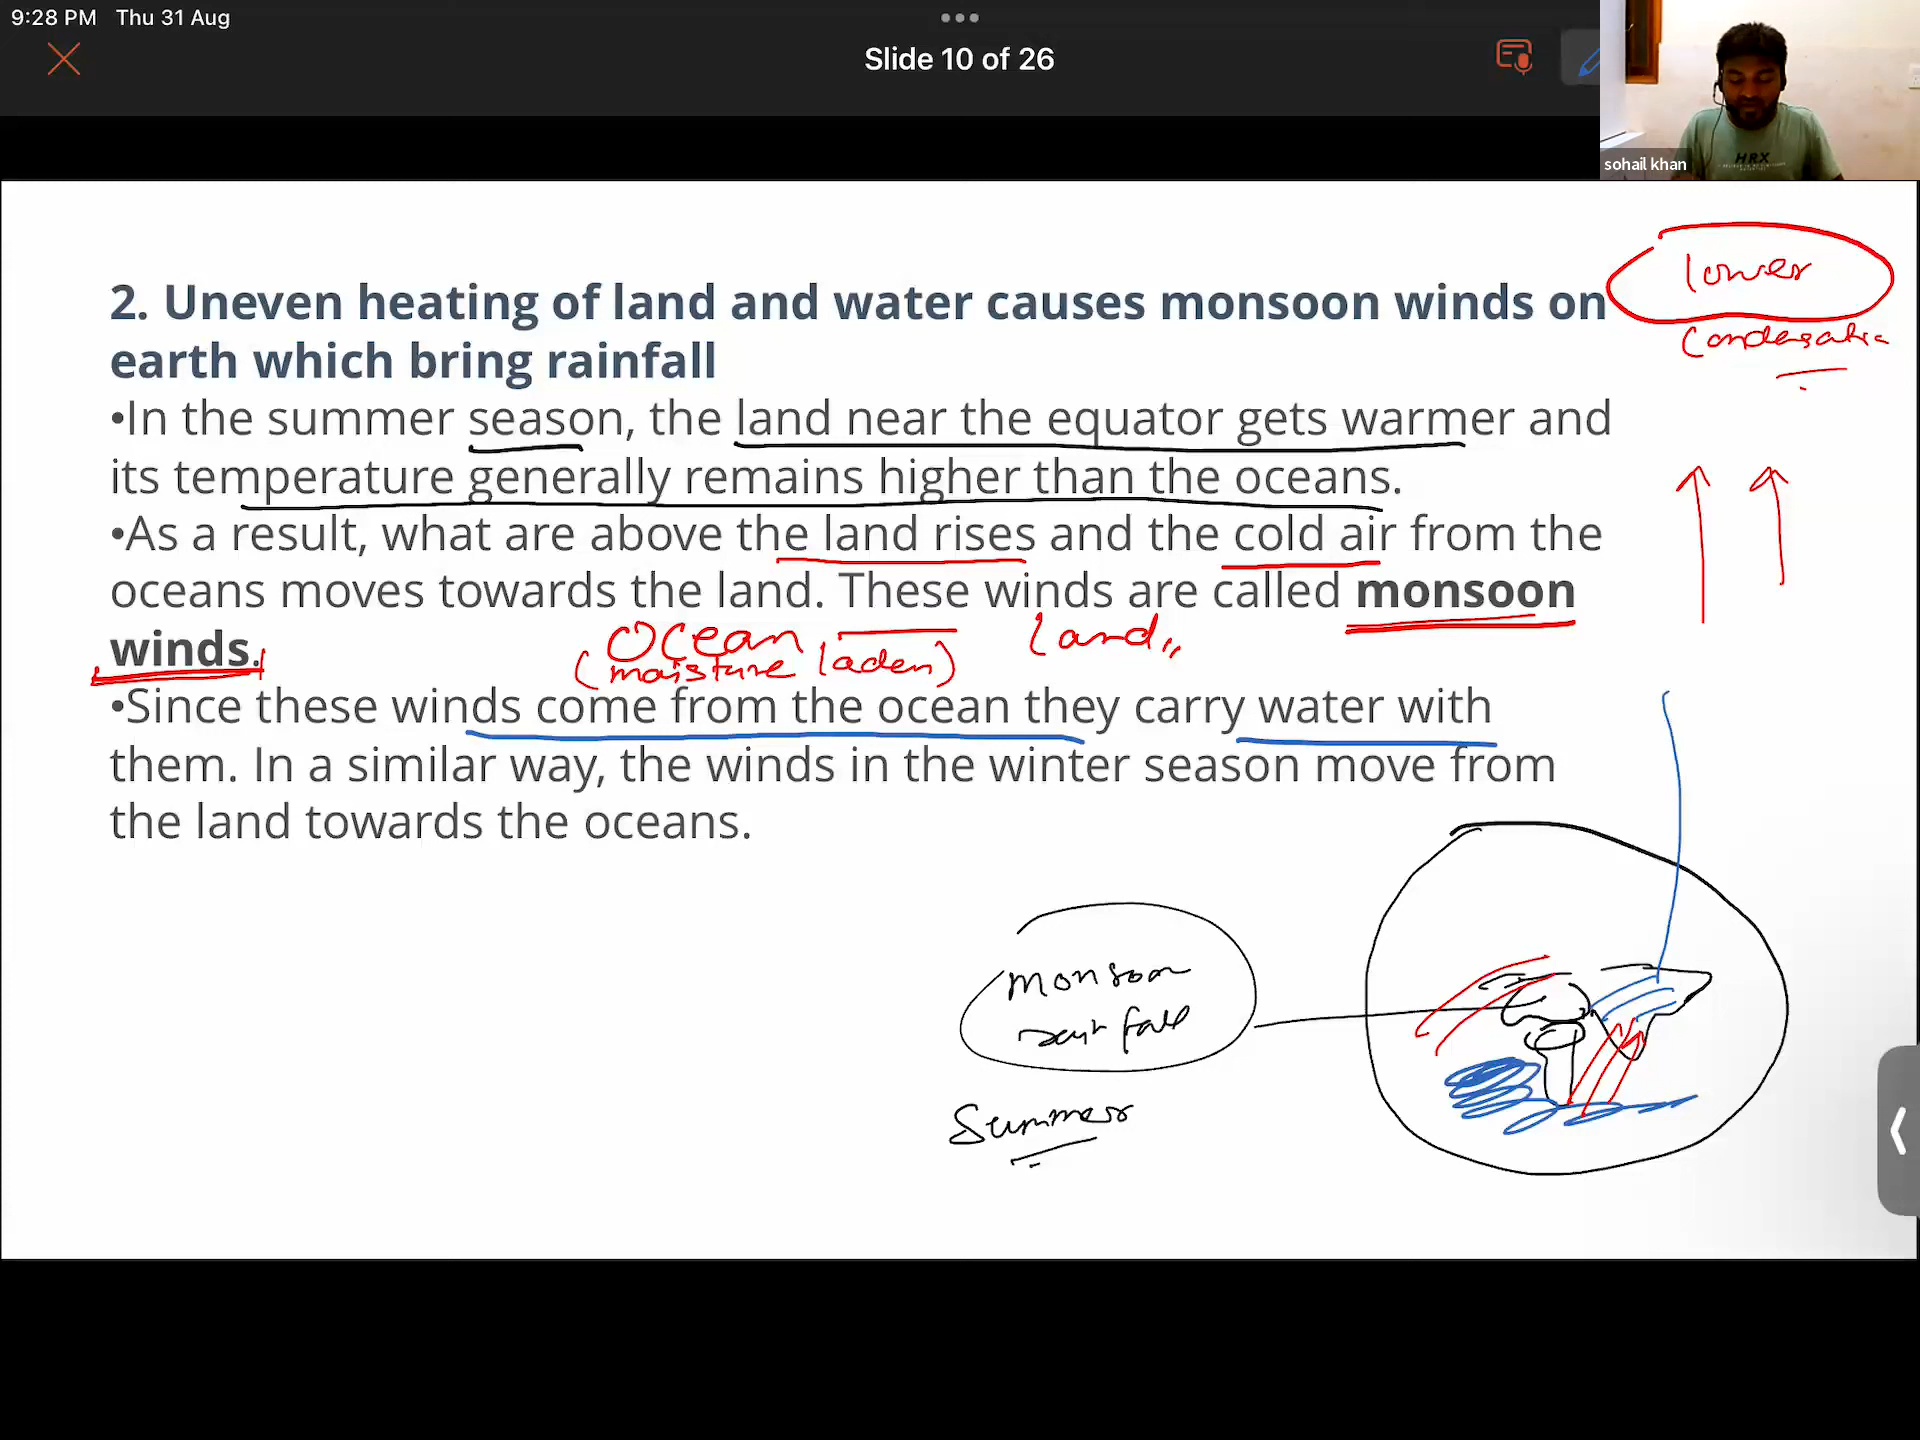 9:28 PM Thu 31 Aug
Slide 10 of 26
HRX
sohail khan
lower
condensatio
2. Uneven heating of land and water causes monsoon winds on
earth which bring rainfall
•In the summer season, the land near the equator gets warmer and
its temperature generally remains higher than the oceans.
•As a result, what are above the land rises and the cold air from the
oceans moves towards the land. These winds are called monsoon
winds.
Ocean land
(moisture laden)
•Since these winds come from the ocean they carry water with
them. In a similar way, the winds in the winter season move from
the land towards the oceans.
monsoon
Summer